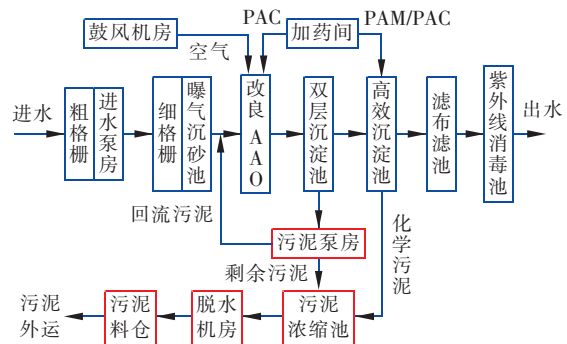 PAC
PAM/PAC
鼓风机房
加药间
空气
进水
粗格栅
进水泵房
细格栅
曝气沉砂池
改良AAO
双层沉淀池
高效沉淀池
滤布滤池
紫外线消毒池
出水
回流污泥
污泥泵房
化学污泥
剩余污泥
污泥
外运
污泥
料仓
脱水
机房
污泥
浓缩池